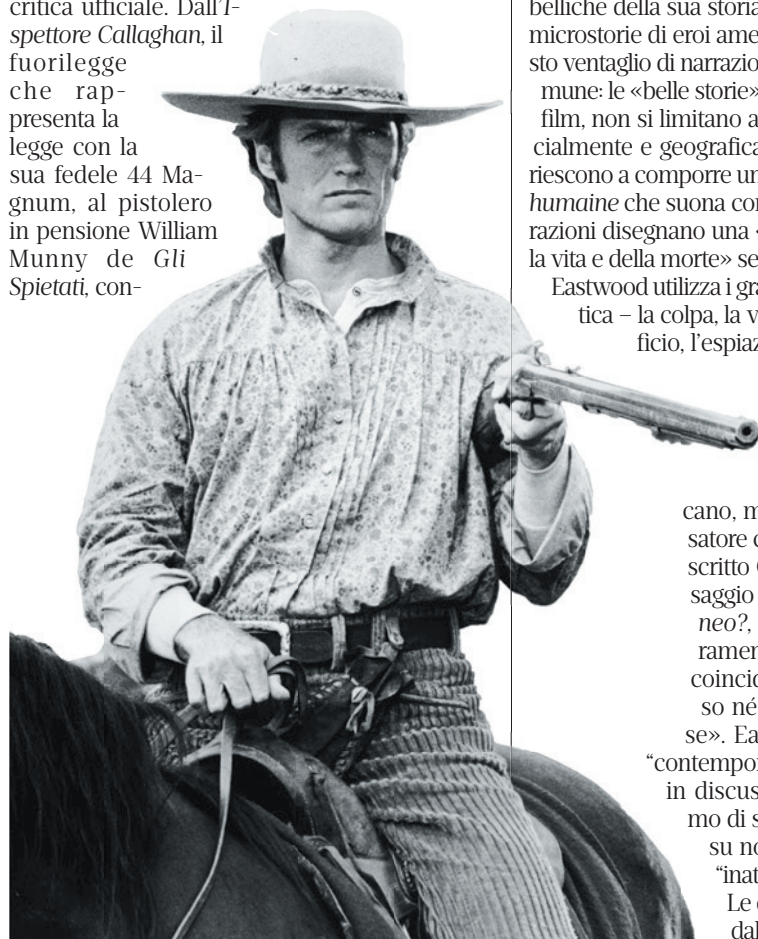 critica ufficiale. Dall'I-
spettore Callaghan, il
fuorilegge
che rap-
presenta la
legge con la
sua fedele 44 Ma-
gnum, al pistolero
in pensione William
Munny de Gli
Spietati, con-
belliche della sua storia
microstorie di eroi ame
sto ventaglio di narrazio
mune: le «belle storie»
film, non si limitano a
cialmente e geografica
riescono a comporre un
humaine che suona con
razioni disegnano una «
la vita e della morte» se
Eastwood utilizza i gra
tica – la colpa, la v
ficio, l'espiaz
cano, m
satore c
scritto
saggio
neo?,
ramen
coincid
so né
se». Ea
“contempor
in discus
mo di s
su no
“inat
Le
dal